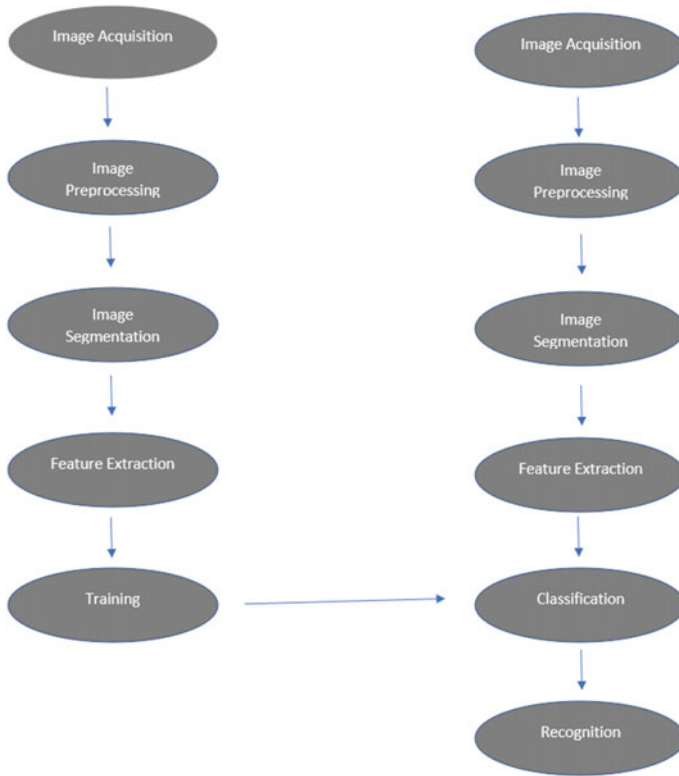 Image Acquisition
Image
Preprocessing
Image
Segmentation
Feature Extraction
Training
Image Acquisition
Image
Preprocessing
Image
Segmentation
Feature Extraction
Classification
Recognition